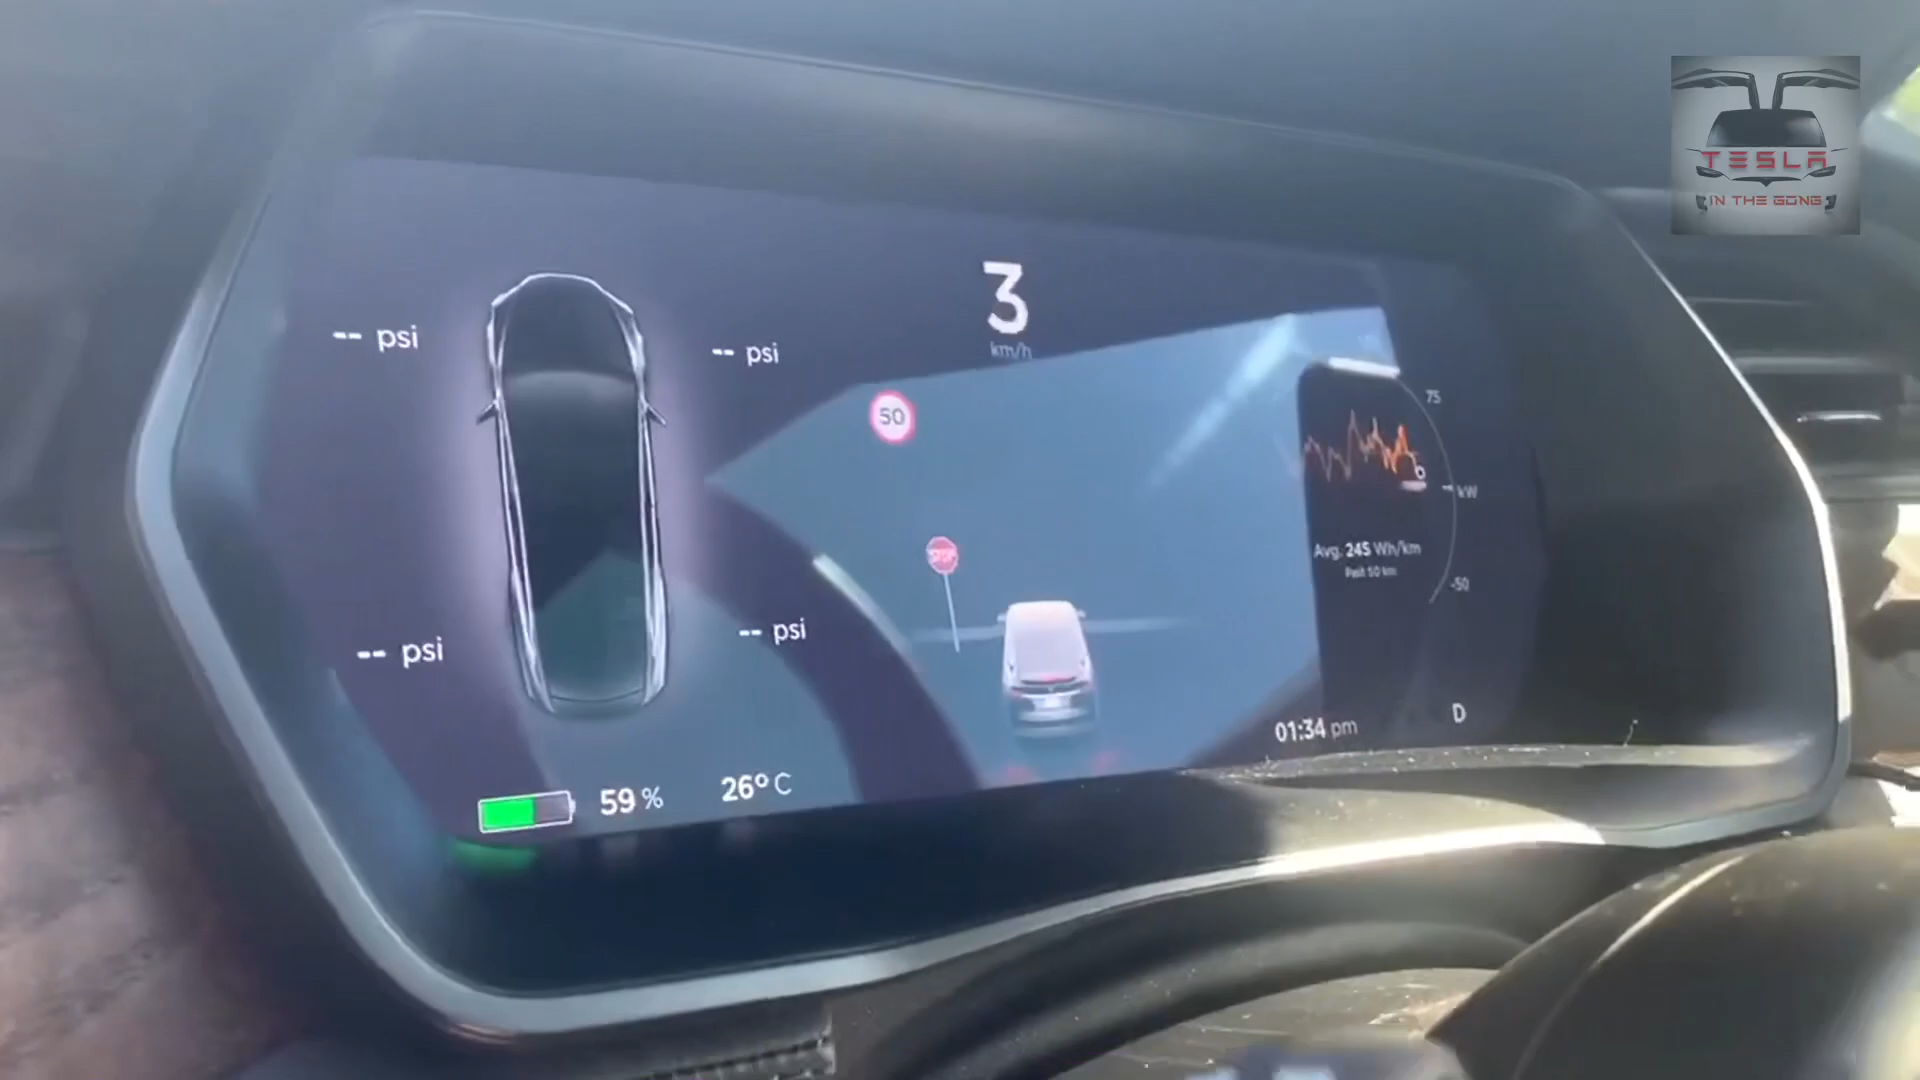 TESLA
IN THE GONG
3
km/h
-- psi
-- psi
50
75
kW
STOP
Avg. 245 Wh/km
Past 50 km
-50
-- psi
-- psi
D
01:34 pm
59 %
26° C